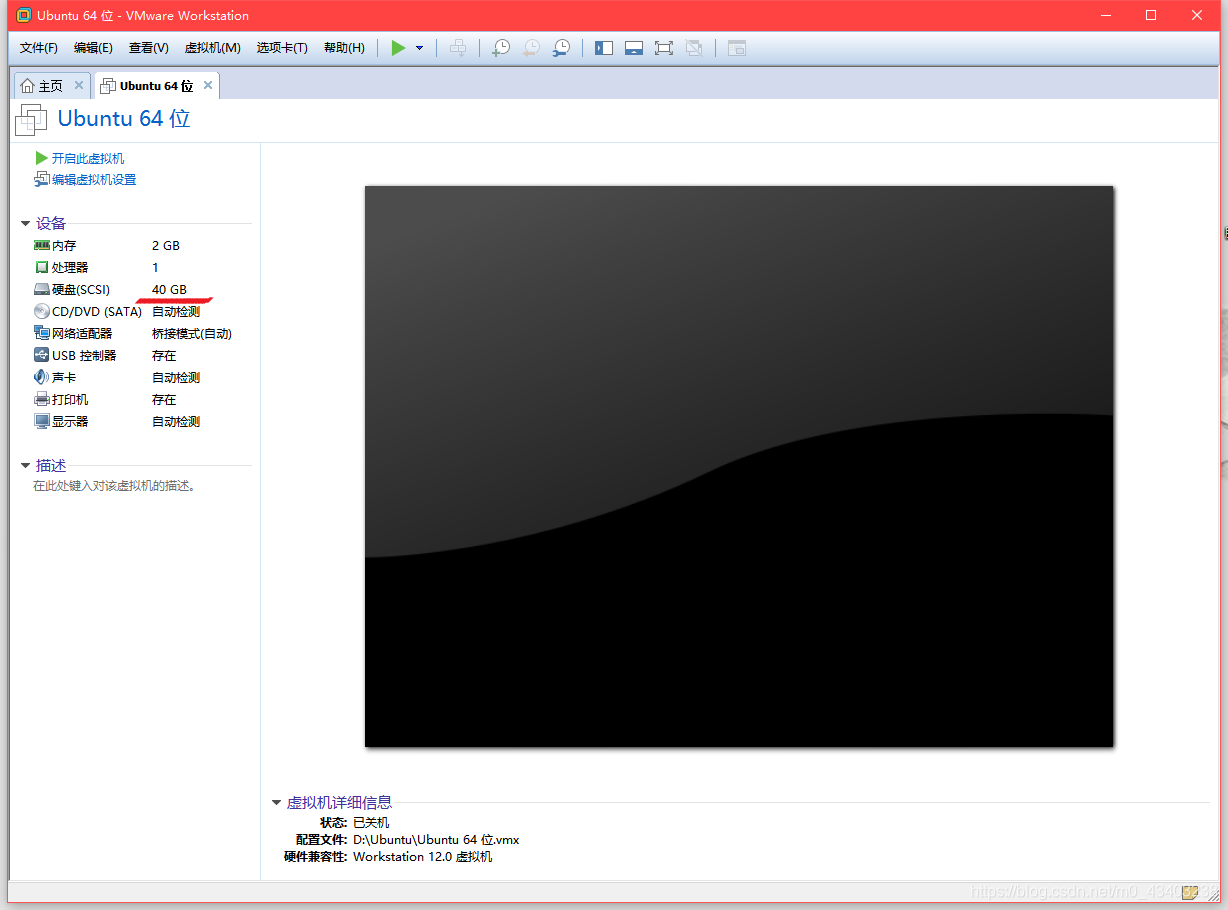 Ubuntu 64 位 - VMware Workstation
文件(F) 编辑(E) 查看(V) 虚拟机(M) 选项卡(T) 帮助(H)
主页 Ubuntu 64 位
Ubuntu 64 位
开启此虚拟机
编辑虚拟机设置
设备
内存 2 GB
处理器 1
硬盘(SCSI) 40 GB
CD/DVD (SATA) 自动检测
网络适配器 桥接模式(自动)
USB 控制器 存在
声卡 自动检测
打印机 存在
显示器 自动检测
描述
在此处键入对该虚拟机的描述。
虚拟机详细信息
状态: 已关机
配置文件: D:\Ubuntu\Ubuntu 64 位.vmx
硬件兼容性: Workstation 12.0 虚拟机